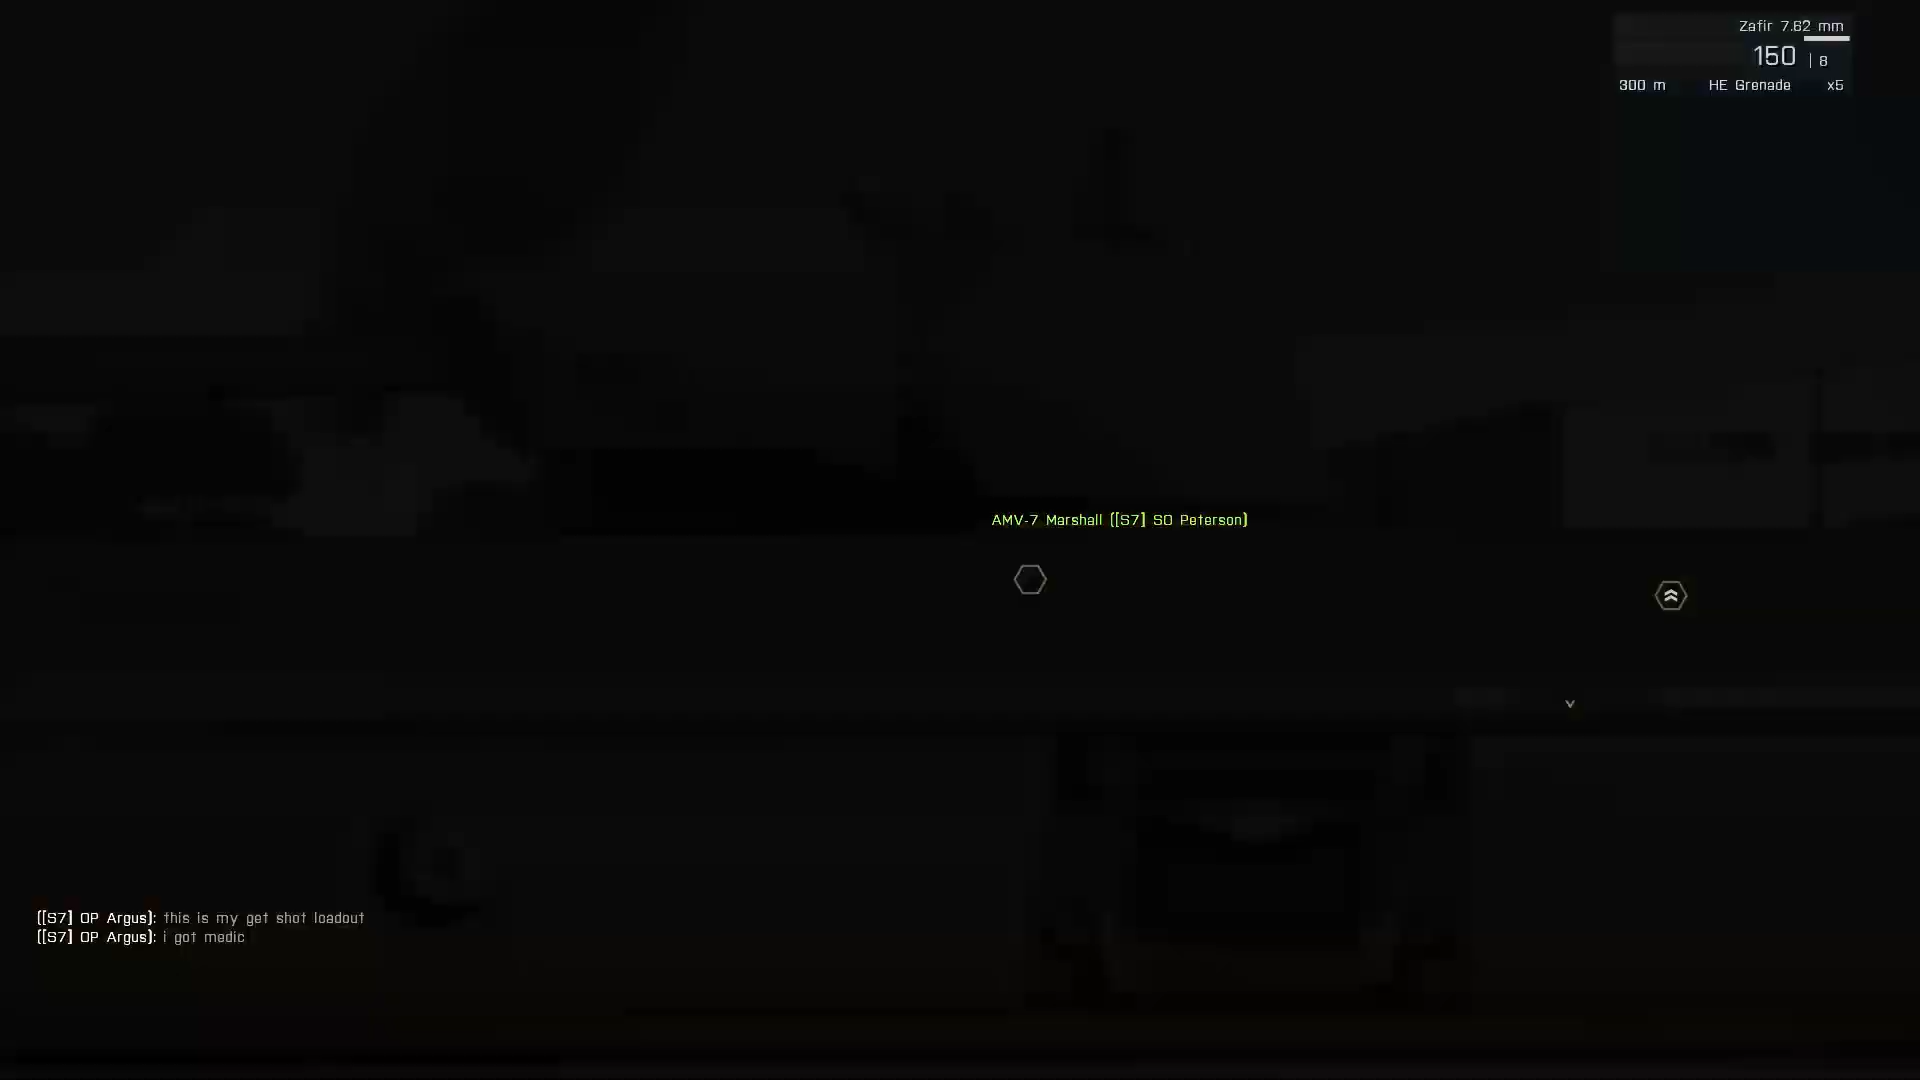 Zafir 7.62 mm
150 | 8
300 m HE Grenade x5
AMV-7 Marshall ([S7] SO Peterson)
([S7] OP Argus): this is my get shot loadout
([S7] OP Argus): i got medic